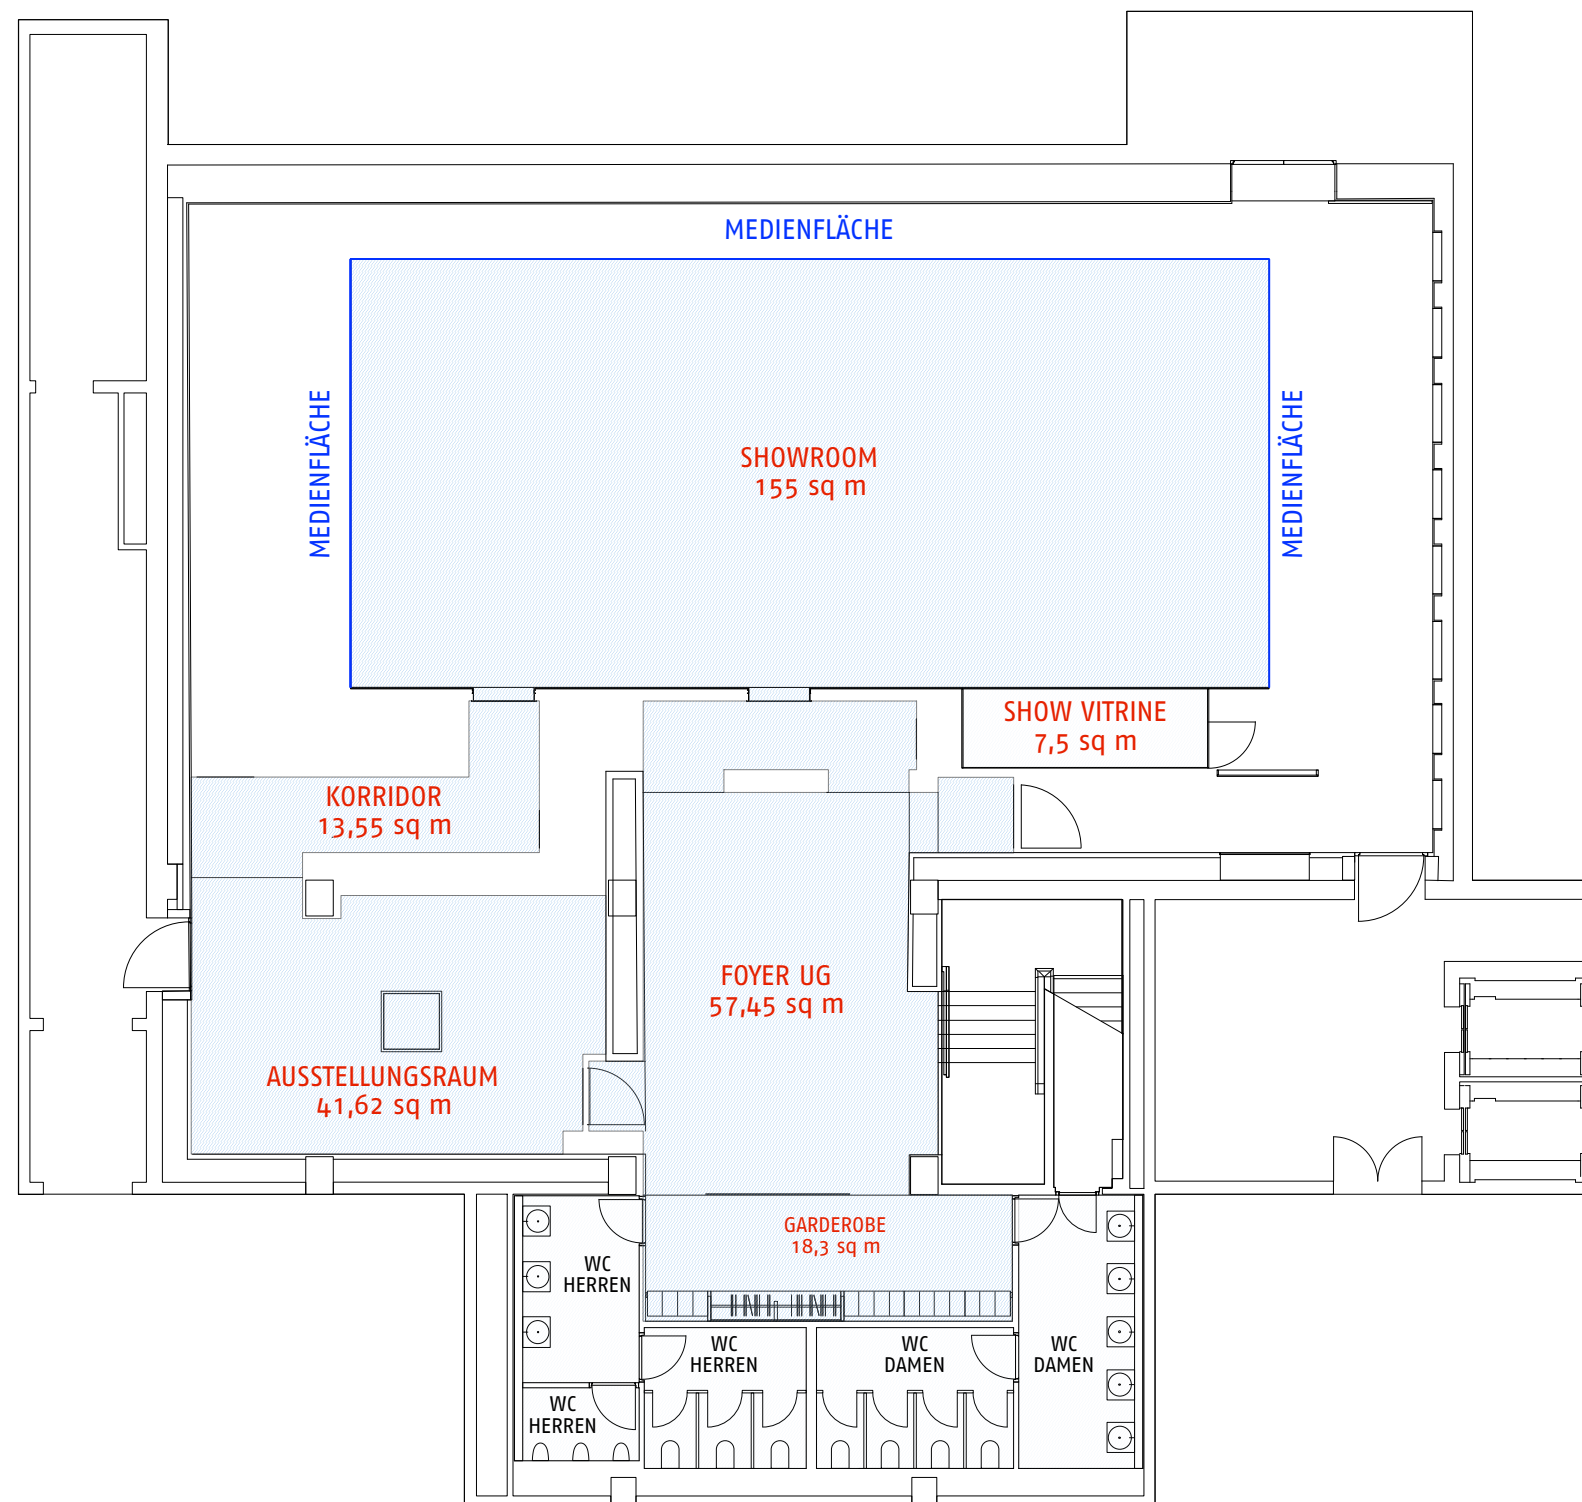 MEDIENFLÄCHE
MEDIENFLÄCHE
MEDIENFLÄCHE
SHOWROOM
155 sq m
SHOW VITRINE
7,5 sq m
KORRIDOR
13,55 sq m
FOYER UG
57,45 sq m
AUSSTELLUNGSRAUM
41,62 sq m
GARDEROBE
18,3 sq m
WC
HERREN
WC
HERREN
WC
DAMEN
WC
DAMEN
WC
HERREN